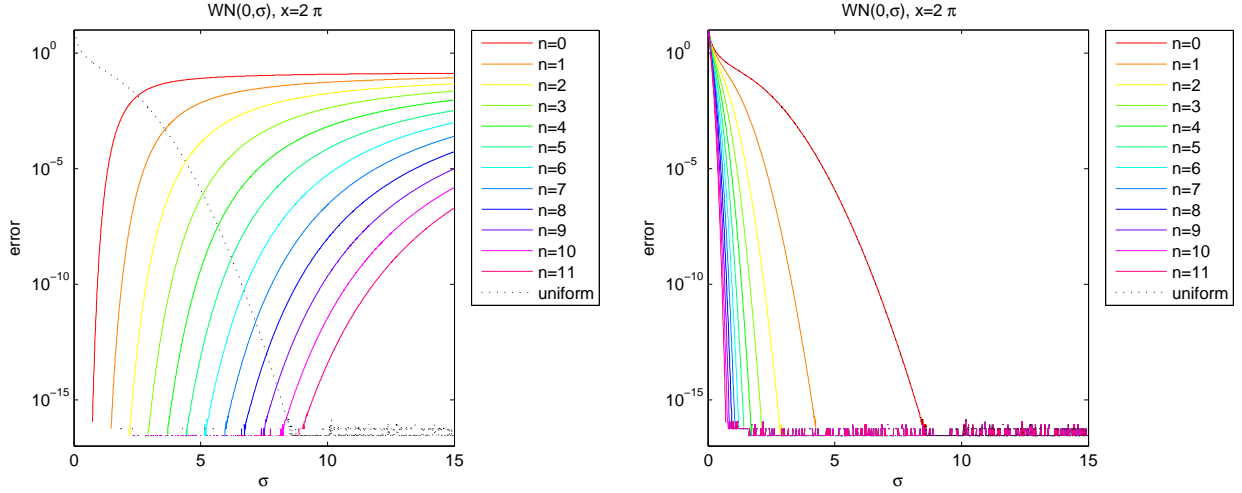 WN(0,σ), x=2 π
error
10^0
10^−5
10^−10
10^−15
0
5
10
15
σ
n=0
n=1
n=2
n=3
n=4
n=5
n=6
n=7
n=8
n=9
n=10
n=11
uniform
WN(0,σ), x=2 π
error
10^0
10^−5
10^−10
10^−15
0
5
10
15
σ
n=0
n=1
n=2
n=3
n=4
n=5
n=6
n=7
n=8
n=9
n=10
n=11
uniform